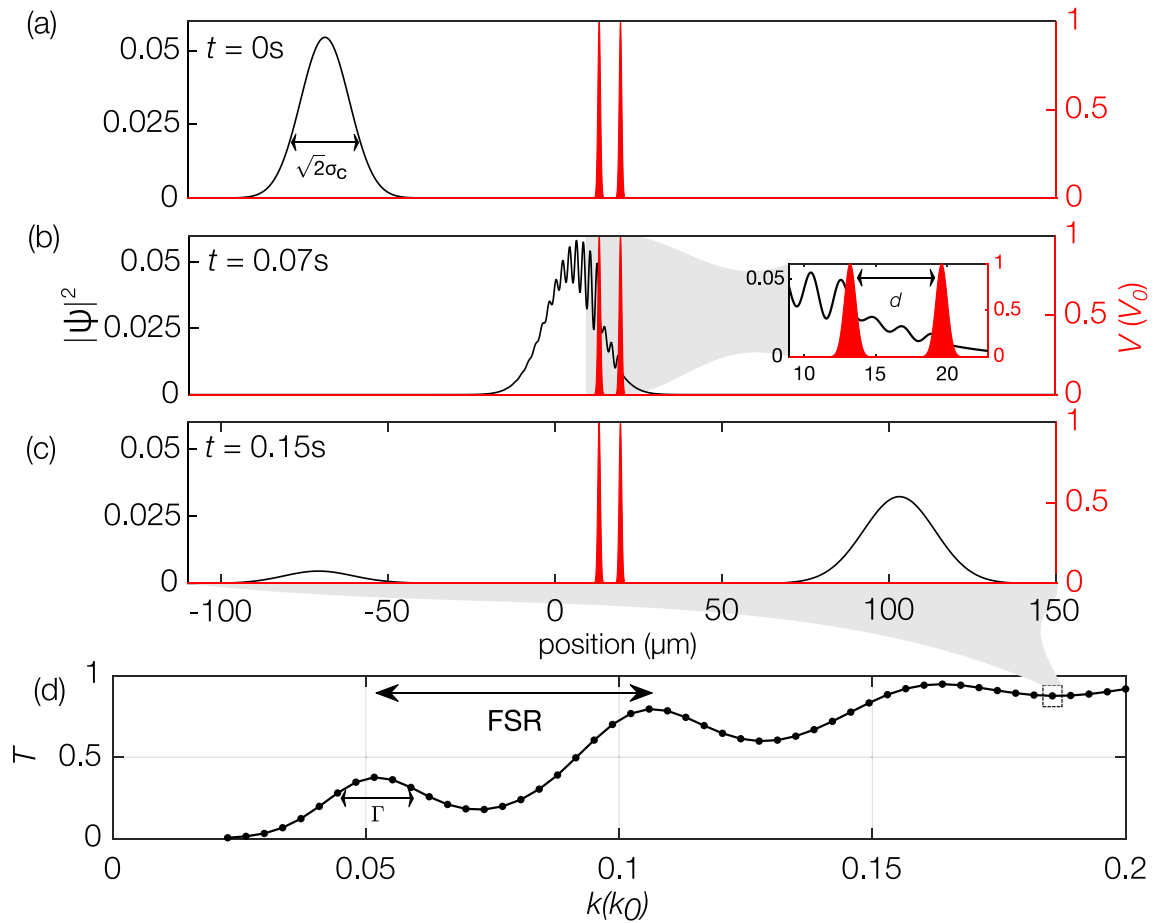 (a)
t = 0s
0.05
0.025
0
√2σc
1
0.5
0
(b)
t = 0.07s
0.05
0.025
0
|ψ|²
0.05
0
d
1
0.5
0
10 15 20
1
0.5
0
V (V0)
(c)
t = 0.15s
0.05
0.025
0
1
0.5
0
-100 -50 0 50 100 150
position (μm)
(d)
1
0.5
0
T
FSR
Γ
0 0.05 0.1 0.15 0.2
k(k0)